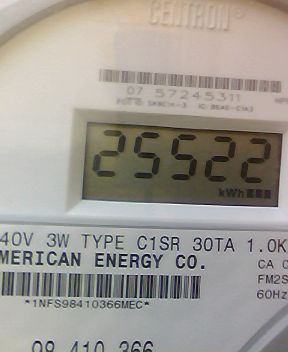 CENTRON®
07 57245311
25522
kWh
40V 3W TYPE C1SR 30TA 1.0K
MERICAN ENERGY CO.
CA 0
FM2S
60Hz
*1NFS98410366MEC*
98 410 366